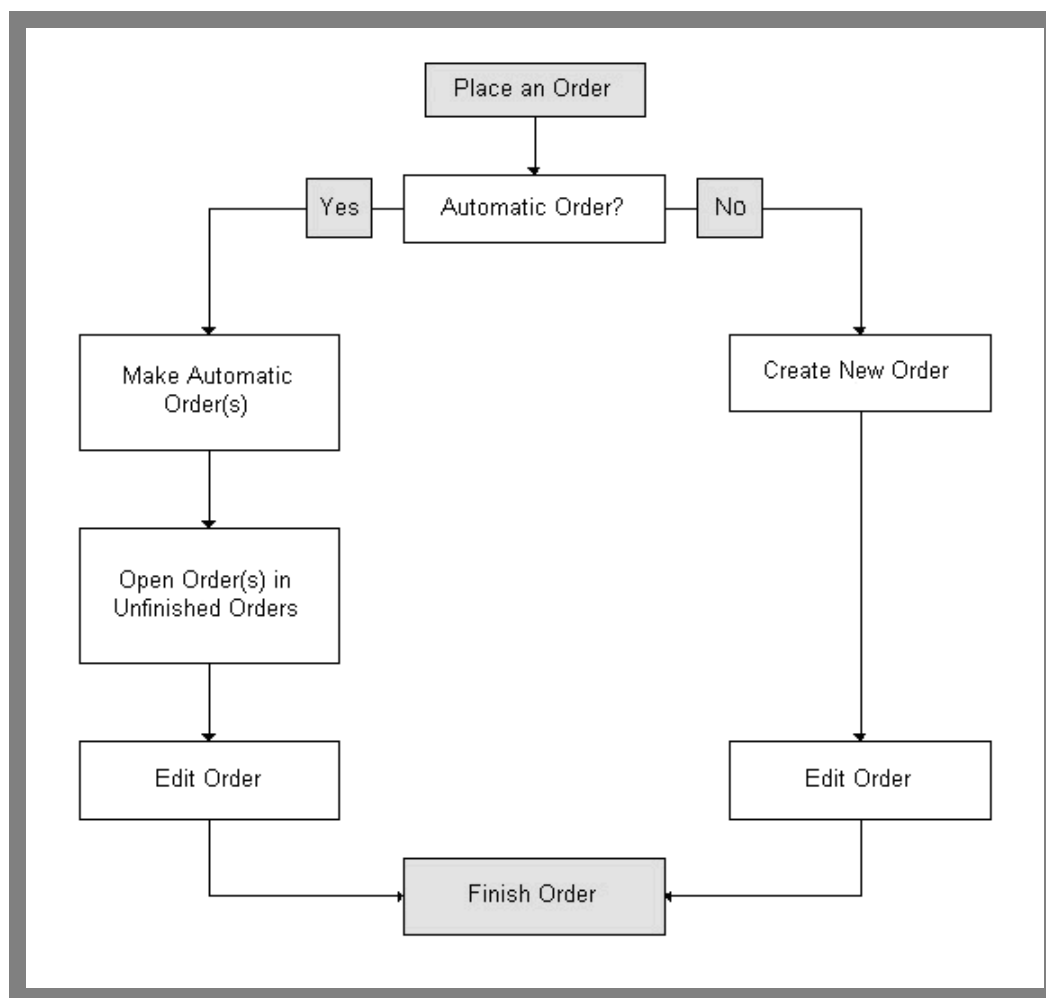 Place an Order
Yes
Automatic Order?
No
Make Automatic
Order(s)
Create New Order
Open Order(s) in
Unfinished Orders
Edit Order
Edit Order
Finish Order